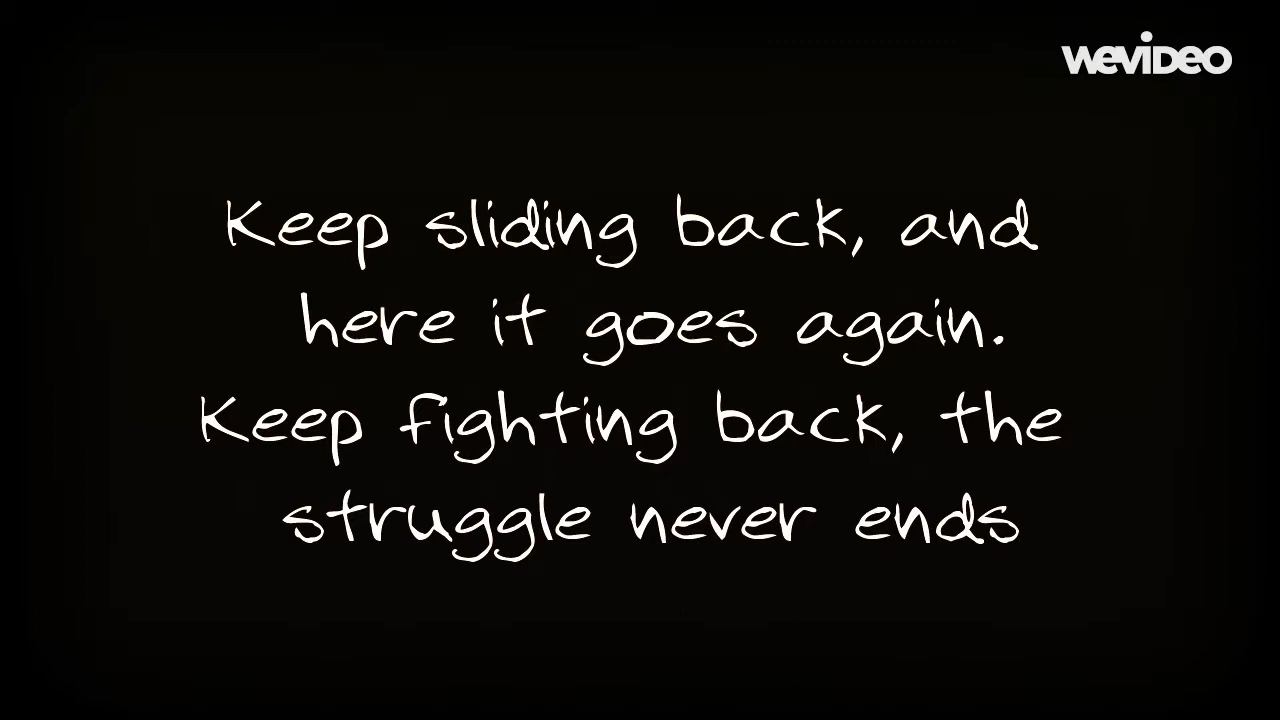 wevideo
Keep sliding back, and
here it goes again.
Keep fighting back, the
struggle never ends